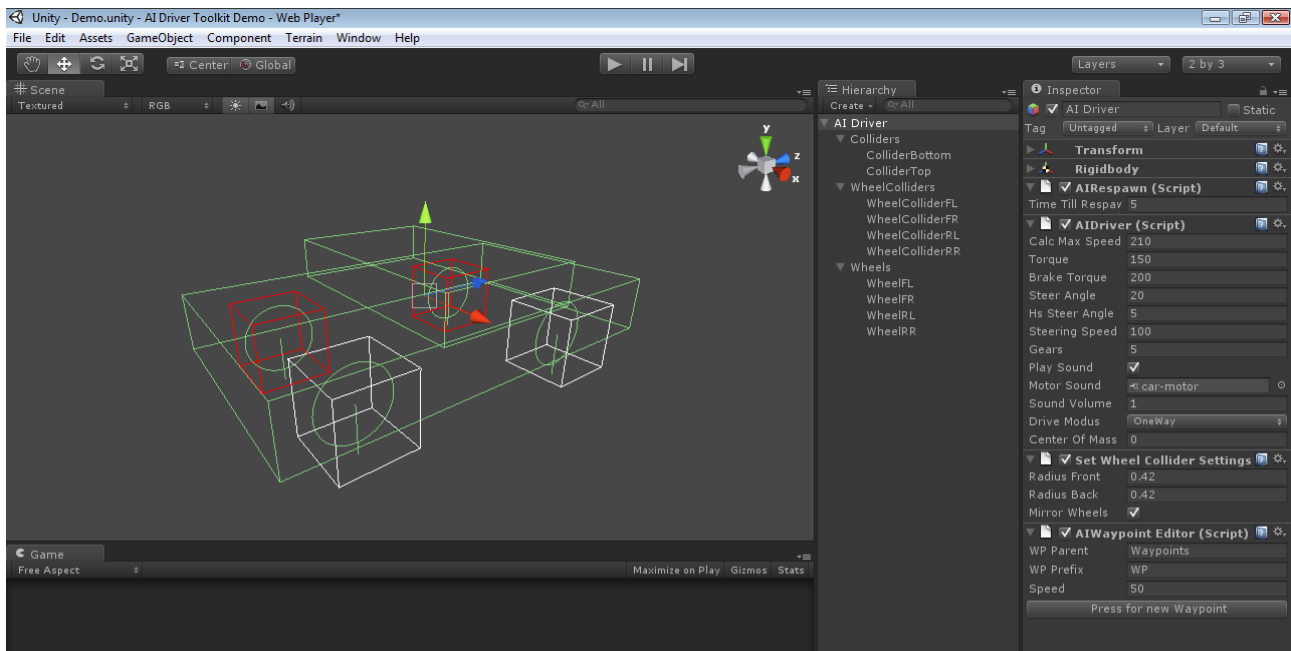 Unity - Demo.unity - AI Driver Toolkit Demo - Web Player*
File Edit Assets GameObject Component Terrain Window Help
Center Global
Layers 2 by 3
Scene
Textured RGB All
y
z
x
Game
Free Aspect Maximize on Play Gizmos Stats
Hierarchy
Create All
AI Driver
Colliders
ColliderBottom
ColliderTop
WheelColliders
WheelColliderFL
WheelColliderFR
WheelColliderRL
WheelColliderRR
Wheels
WheelFL
WheelFR
WheelRL
WheelRR
Inspector
AI Driver Static
Tag Untagged Layer Default
Transform
Rigidbody
AIRespawn (Script)
Time Till Respav 5
AIDriver (Script)
Calc Max Speed 210
Torque 150
Brake Torque 200
Steer Angle 20
Hs Steer Angle 5
Steering Speed 100
Gears 5
Play Sound
Motor Sound car-motor
Sound Volume 1
Drive Modus OneWay
Center Of Mass 0
Set Wheel Collider Settings
Radius Front 0.42
Radius Back 0.42
Mirror Wheels
AIWaypoint Editor (Script)
WP Parent Waypoints
WP Prefix WP
Speed 50
Press for new Waypoint